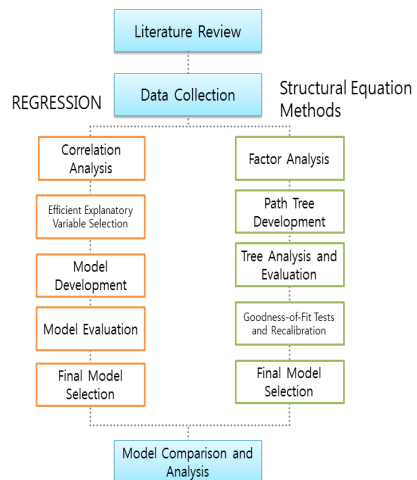 Literature Review
Data Collection
REGRESSION
Structural Equation
Methods
Correlation
Analysis
Efficient Explanatory
Variable Selection
Model
Development
Model Evaluation
Final Model
Selection
Factor Analysis
Path Tree
Development
Tree Analysis and
Evaluation
Goodness-of-Fit Tests
and Recalibration
Final Model
Selection
Model Comparison and
Analysis